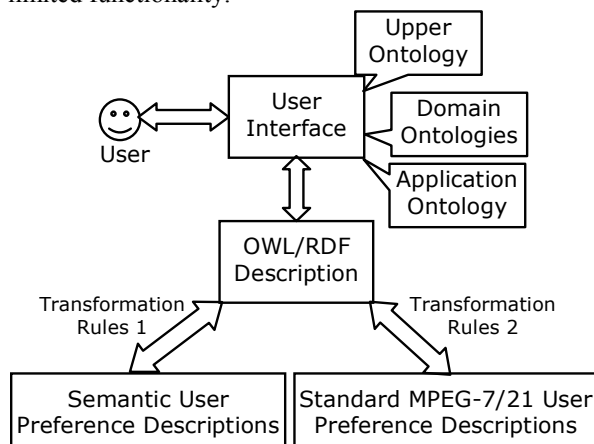 limited functionality.
Upper
Ontology
User
Interface
Domain
Ontologies
User
Application
Ontology
OWL/RDF
Description
Transformation
Rules 1
Transformation
Rules 2
Semantic User
Preference Descriptions
Standard MPEG-7/21 User
Preference Descriptions